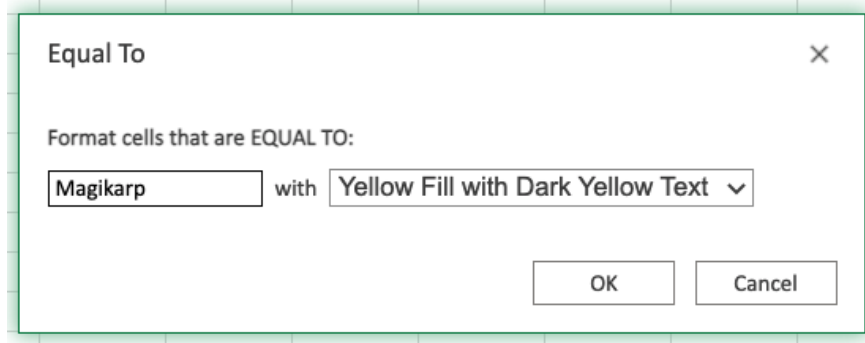 Equal To
Format cells that are EQUAL TO:
Magikarp with Yellow Fill with Dark Yellow Text
OK Cancel